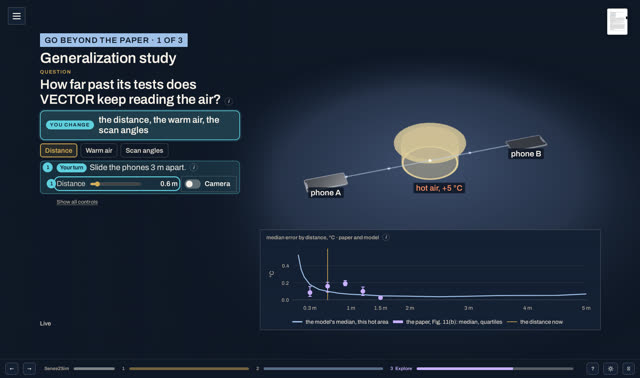 GO BEYOND THE PAPER · 1 OF 3
Generalization study
QUESTION
How far past its tests does
VECTOR keep reading the air? i
YOU CHANGE the distance, the warm air, the
scan angles
Distance Warm air Scan angles
1 Your turn Slide the phones 3 m apart. i
1 Distance 0.6 m Camera
Show all controls
phone B
phone A
hot air, +5 °C
median error by distance, °C · paper and model i
°C
0.4
0.2
0.0
0.3 m 1 m 1.5 m 2 m 3 m 4 m 5 m
the model's median, this hot area the paper, Fig. 11(b): median, quartiles the distance now
Live
← → Sense2Sint 1 2 3 Explore ?